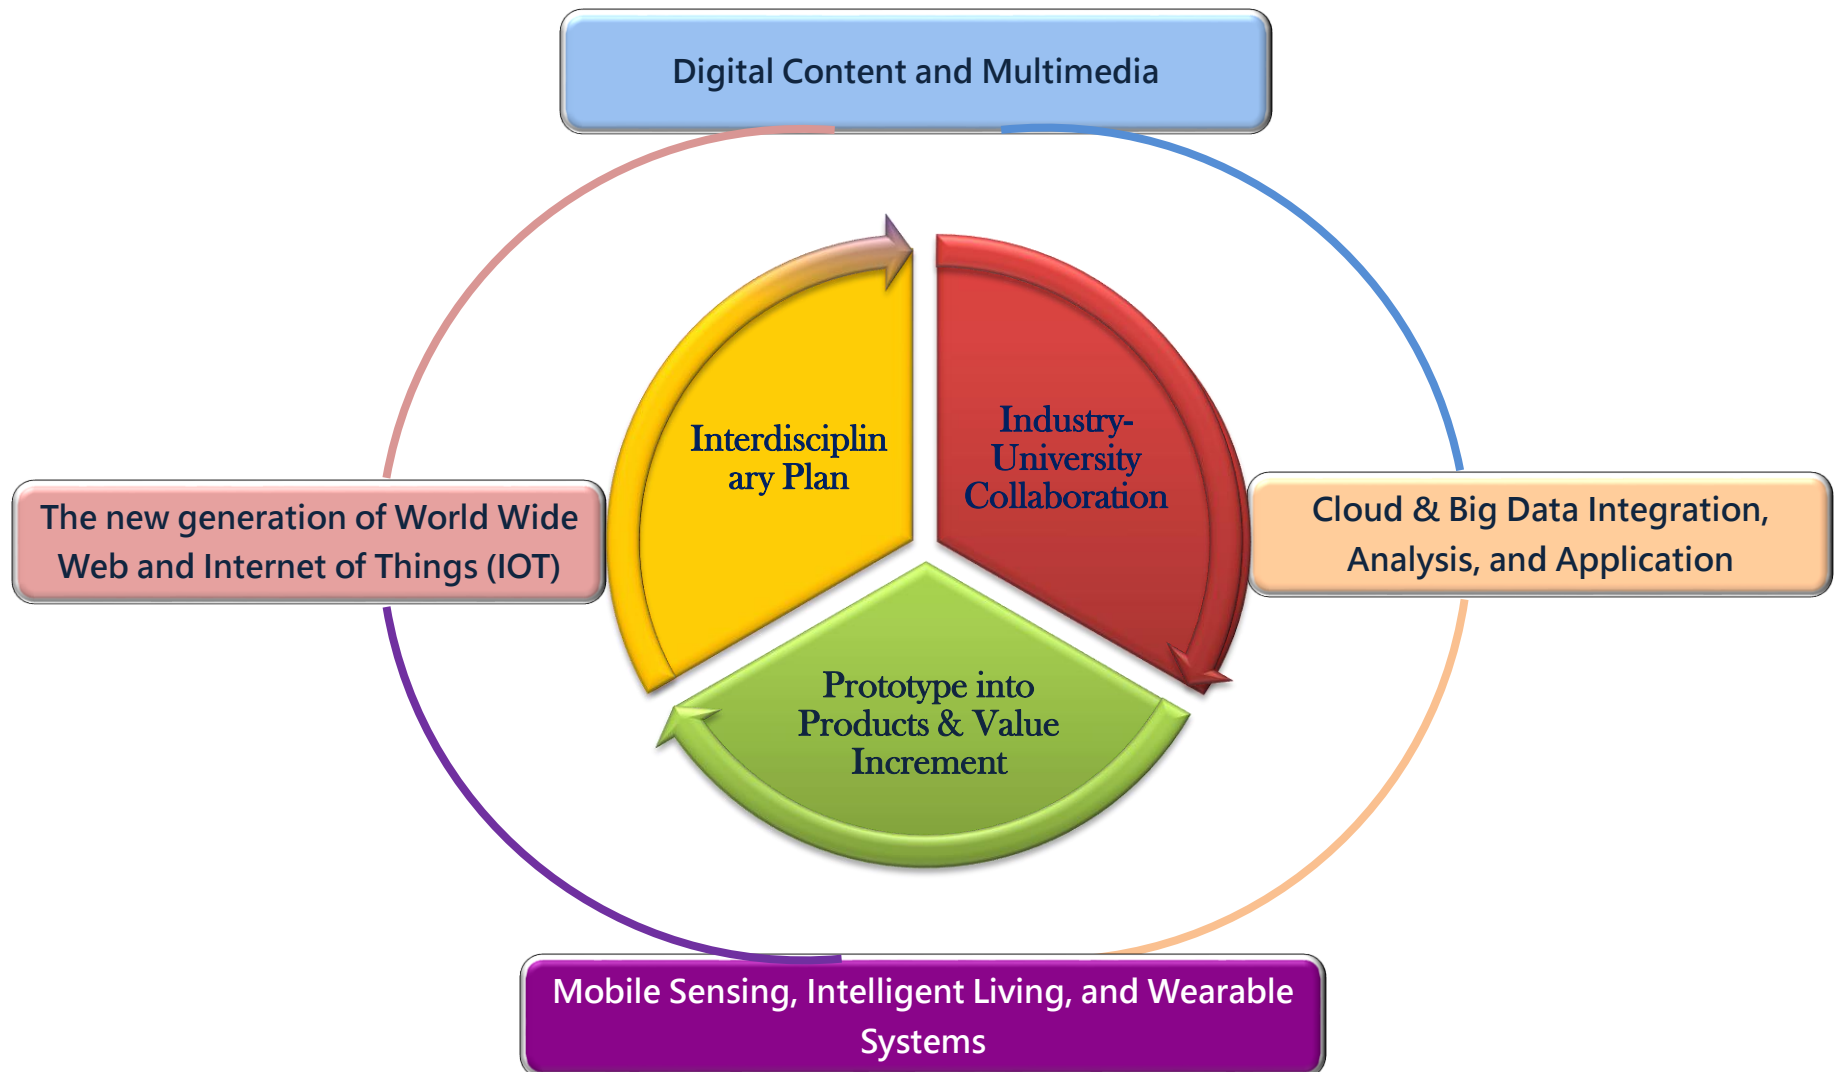 Digital Content and Multimedia
Interdisciplin
ary Plan
Industry-
University
Collaboration
The new generation of World Wide
Web and Internet of Things (IOT)
Cloud & Big Data Integration,
Analysis, and Application
Prototype into
Products & Value
Increment
Mobile Sensing, Intelligent Living, and Wearable
Systems